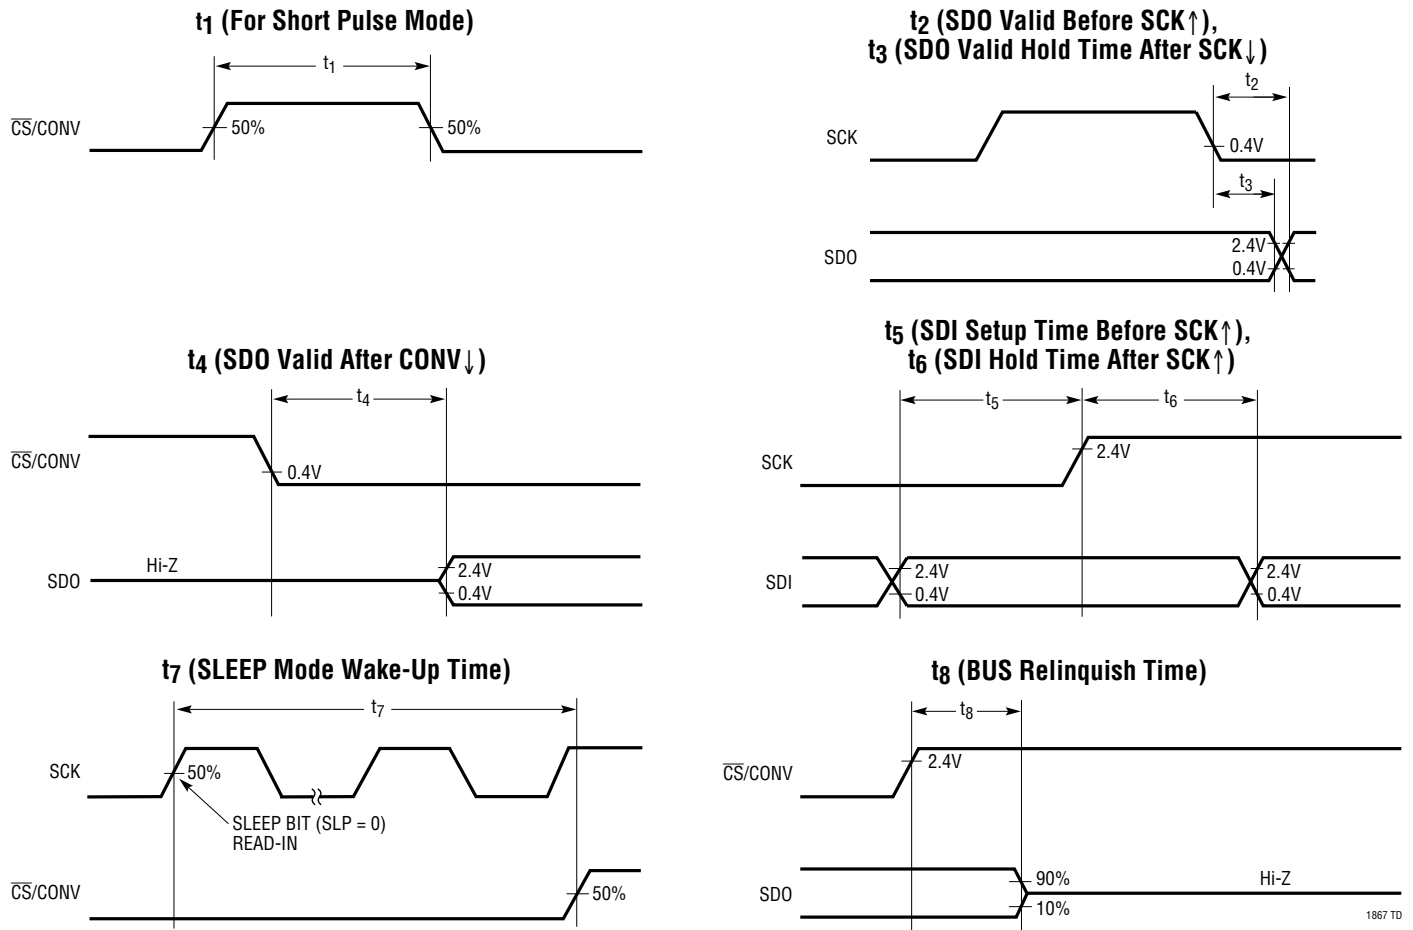 t1 (For Short Pulse Mode)
t1
C̅S̅/CONV
50%
50%
t2 (SDO Valid Before SCK↑),
t3 (SDO Valid Hold Time After SCK↓)
t2
SCK
0.4V
t3
SDO
2.4V
0.4V
t4 (SDO Valid After CONV↓)
t4
C̅S̅/CONV
0.4V
Hi-Z
SDO
2.4V
0.4V
t5 (SDI Setup Time Before SCK↑),
t6 (SDI Hold Time After SCK↑)
t5
t6
SCK
2.4V
SDI
2.4V
0.4V
2.4V
0.4V
t7 (SLEEP Mode Wake-Up Time)
t7
SCK
50%
SLEEP BIT (SLP = 0)
READ-IN
C̅S̅/CONV
50%
t8 (BUS Relinquish Time)
t8
C̅S̅/CONV
2.4V
SDO
90%
10%
Hi-Z
1867 TD